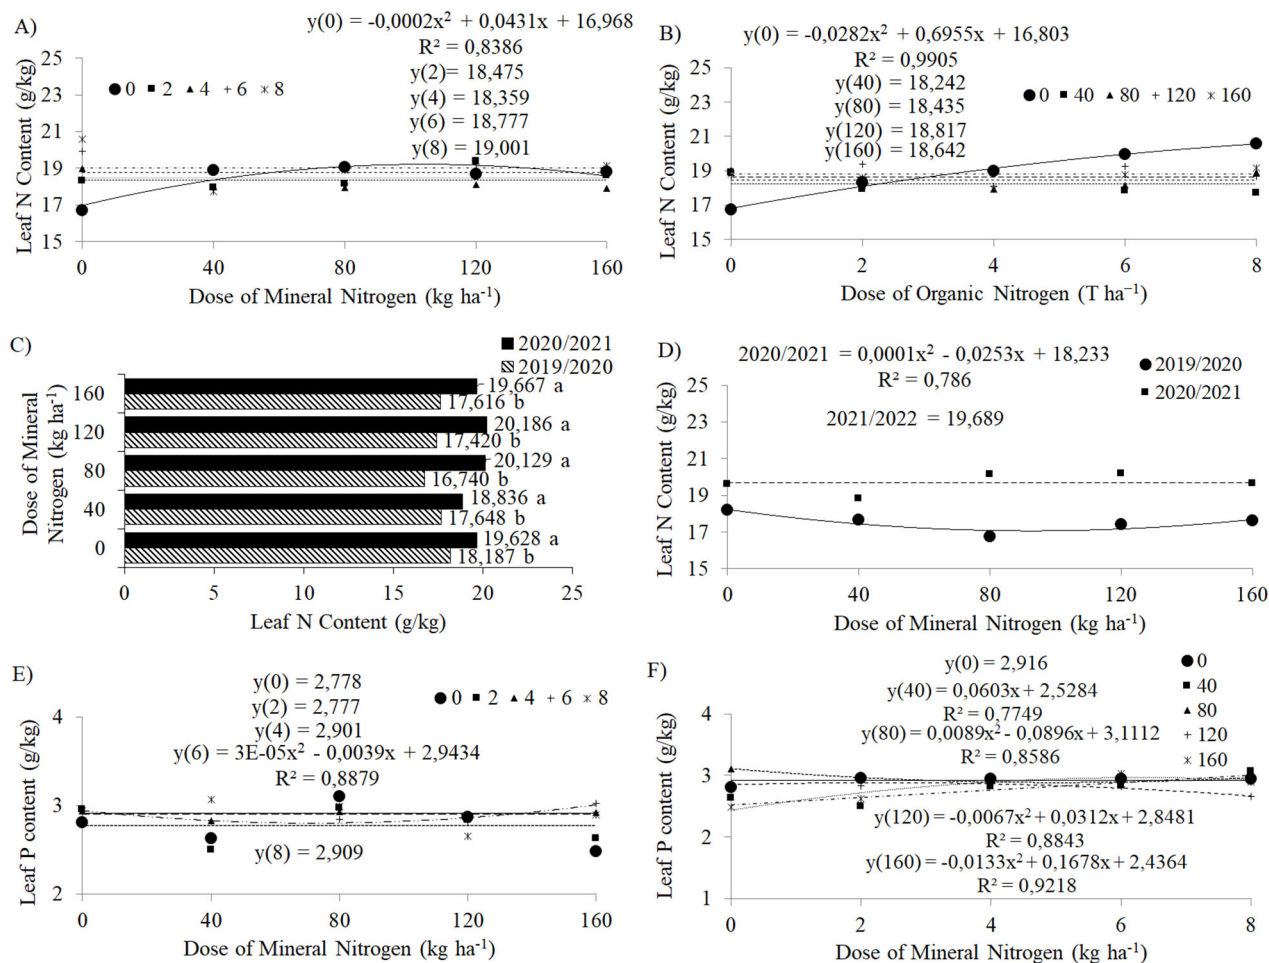 A)
y(0) = -0,0002x² + 0,0431x + 16,968
R² = 0,8386
y(2)= 18,475
y(4) = 18,359
y(6) = 18,777
y(8) = 19,001
0 2 4 6 8
Leaf N Content (g/kg)
25
23
21
19
17
15
0 40 80 120 160
Dose of Mineral Nitrogen (kg ha⁻¹)
B)
y(0) = -0,0282x² + 0,6955x + 16,803
R² = 0,9905
y(40) = 18,242
y(80) = 18,435
y(120) = 18,817
y(160) = 18,642
0 40 80 120 160
Leaf N Content (g/kg)
25
23
21
19
17
15
0 2 4 6 8
Dose of Organic Nitrogen (T ha⁻¹)
C)
2020/2021
2019/2020
Dose of Mineral
Nitrogen (kg ha⁻¹)
160
19,667 a
17,616 b
120
20,186 a
17,420 b
80
20,129 a
16,740 b
40
18,836 a
17,648 b
0
19,628 a
18,187 b
0 5 10 15 20 25
Leaf N Content (g/kg)
D)
2020/2021 = 0,0001x² - 0,0253x + 18,233
R² = 0,786
2021/2022 = 19,689
2019/2020
2020/2021
Leaf N Content (g/kg)
25
23
21
19
17
15
0 40 80 120 160
Dose of Mineral Nitrogen (kg ha⁻¹)
E)
y(0) = 2,778
y(2) = 2,777
y(4) = 2,901
y(6) = 3E-05x² - 0,0039x + 2,9434
R² = 0,8879
y(8) = 2,909
0 2 4 6 8
Leaf P content (g/kg)
4
3
2
0 40 80 120 160
Dose of Mineral Nitrogen (kg ha⁻¹)
F)
y(0) = 2,916
y(40) = 0,0603x + 2,5284
R² = 0,7749
y(80) = 0,0089x² - 0,0896x + 3,1112
R² = 0,8586
y(120) = -0,0067x² + 0,0312x + 2,8481
R² = 0,8843
y(160) = -0,0133x² + 0,1678x + 2,4364
R² = 0,9218
0
40
80
120
160
Leaf P content (g/kg)
4
3
2
1
0 2 4 6 8
Dose of Mineral Nitrogen (kg ha⁻¹)